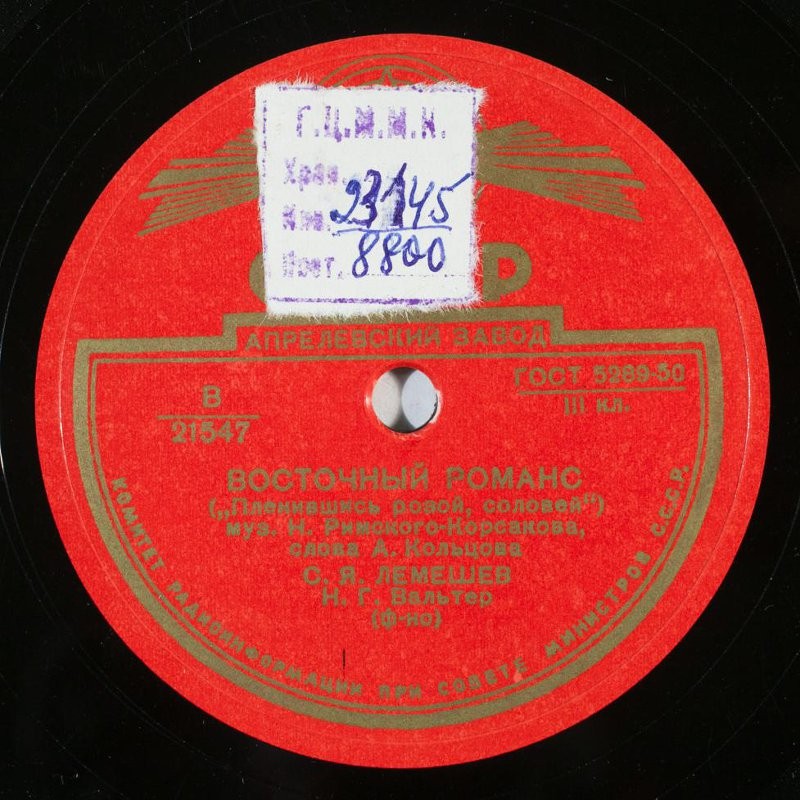 Г.Ц.М.М.К.
Хран.
Инв. 23145
8800
АПРЕЛЕВСКИЙ ЗАВОД
В
21547
ГОСТ 5289-50
III кл.
ВОСТОЧНЫЙ РОМАНС
(„Пленившись розой, соловей")
муз. Н. Римского-Корсакова,
слова А. Кольцова
С. Я. ЛЕМЕШЕВ
Н. Г. Вальтер
(ф-но)
КОМИТЕТ РАДИОИНФОРМАЦИИ ПРИ СОВЕТЕ МИНИСТРОВ С.С.С.Р.